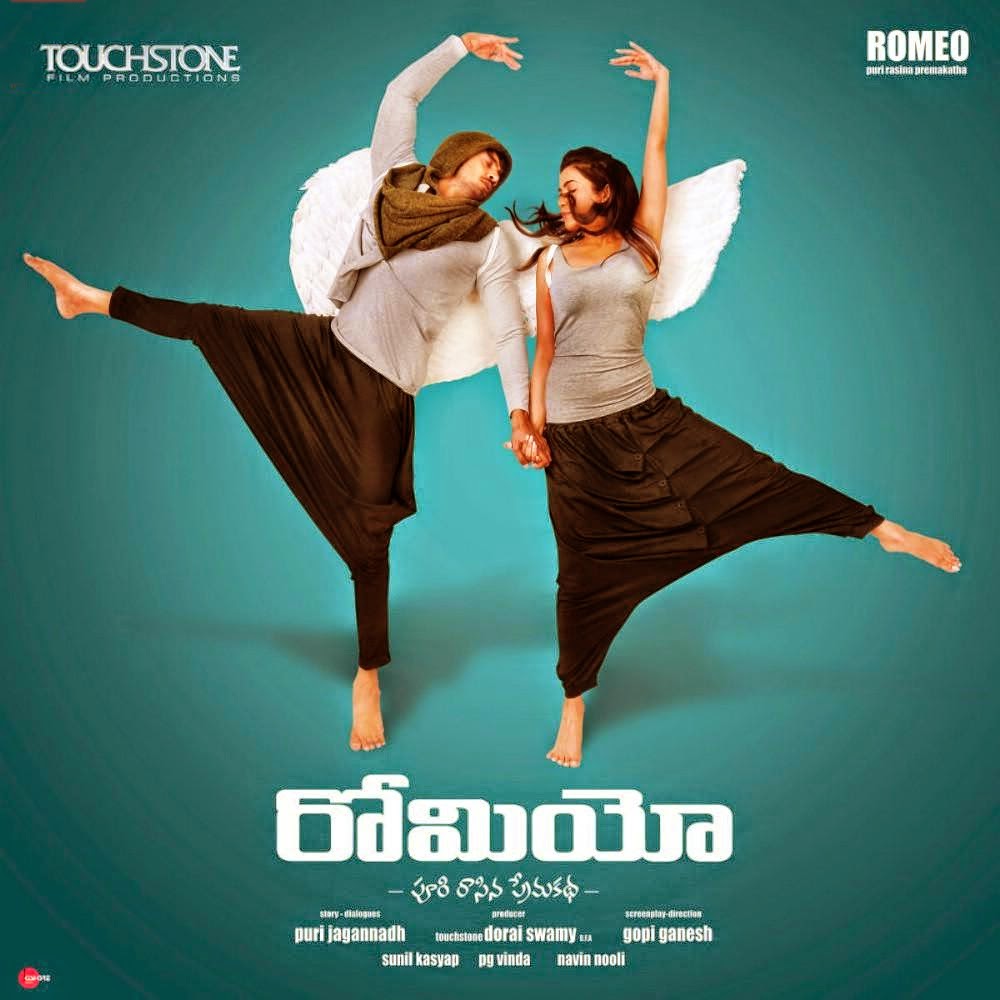 TOUCHSTONE
FILM PRODUCTIONS
ROMEO
puri rasina premakatha
రోమియో
– పూరి రాసిన ప్రేమకథ –
story - dialogues
puri jagannadh
producer
touchstone dorai swamy B.F.A
screenplay-direction
gopi ganesh
sunil kasyap pg vinda navin nooli